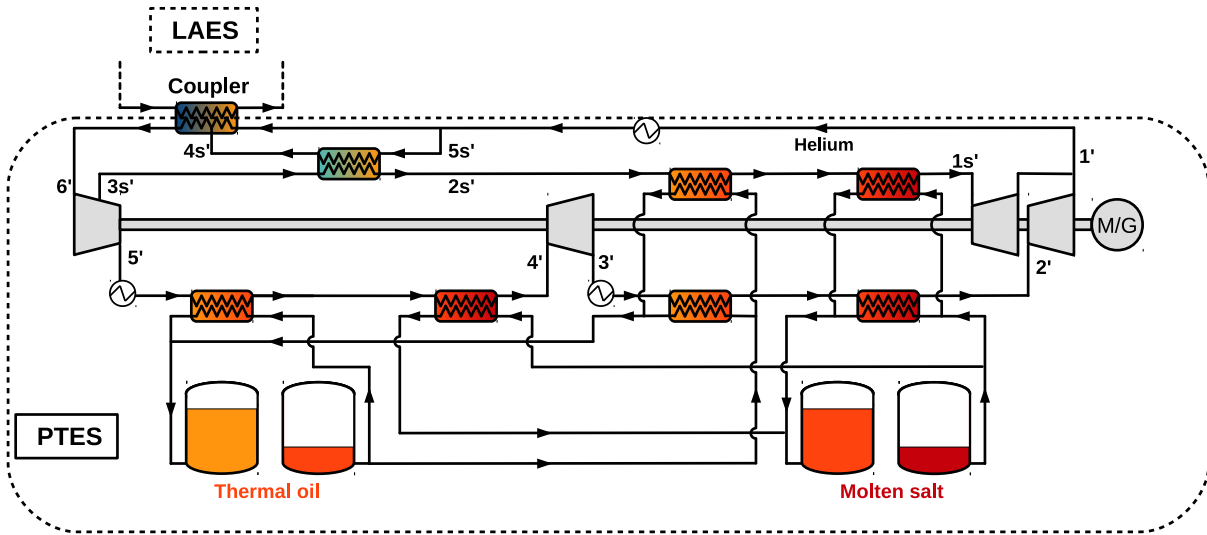 LAES
Coupler
4s'
5s'
Helium
1s'
1'
6'
3s'
2s'
M/G
5'
4'
3'
2'
PTES
Thermal oil
Molten salt